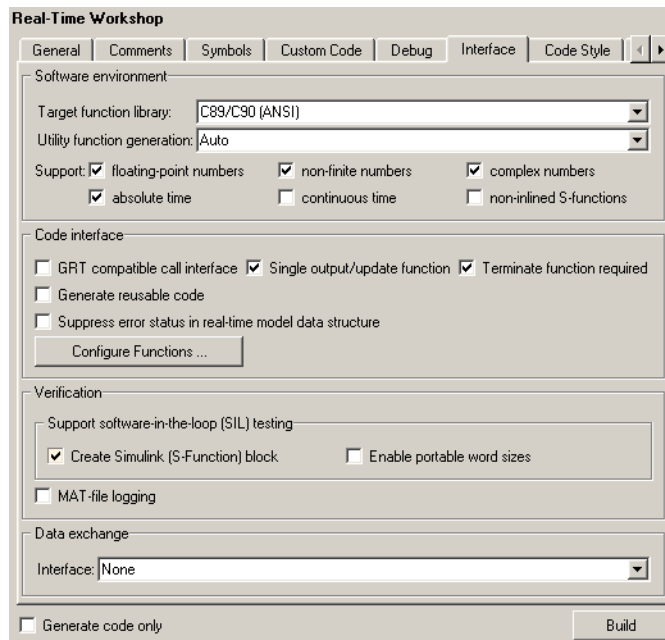 Real-Time Workshop
General Comments Symbols Custom Code Debug Interface Code Style
Software environment
Target function library: C89/C90 (ANSI)
Utility function generation: Auto
Support: floating-point numbers non-finite numbers complex numbers
absolute time continuous time non-inlined S-functions
Code interface
GRT compatible call interface Single output/update function Terminate function required
Generate reusable code
Suppress error status in real-time model data structure
Configure Functions ...
Verification
Support software-in-the-loop (SIL) testing
Create Simulink (S-Function) block Enable portable word sizes
MAT-file logging
Data exchange
Interface: None
Generate code only Build